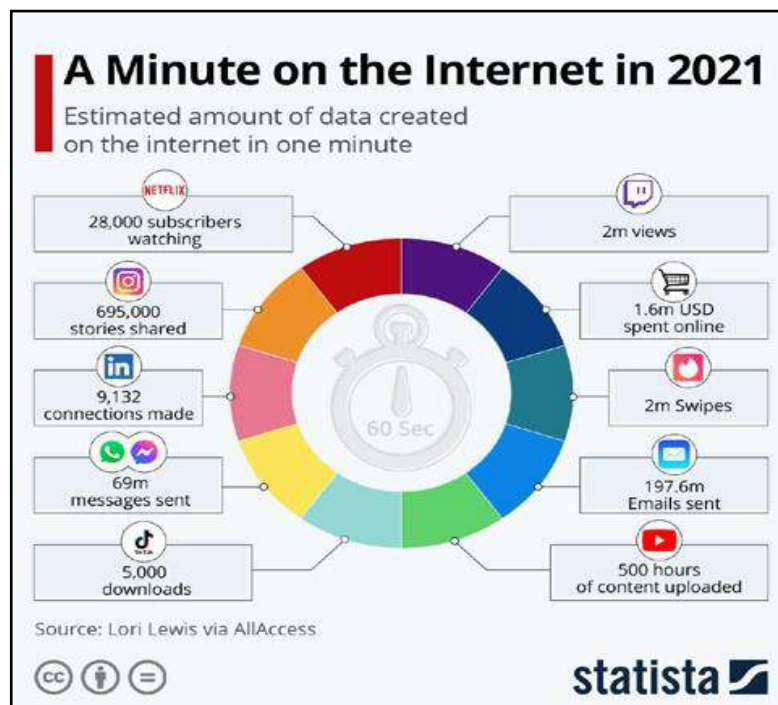 A Minute on the Internet in 2021
Estimated amount of data created
on the internet in one minute
NETFLIX
28,000 subscribers
watching
2m views
695,000
stories shared
1.6m USD
spent online
in
9,132
connections made
2m Swipes
60 Sec
69m
messages sent
197.6m
Emails sent
TikTok
5,000
downloads
500 hours
of content uploaded
Source: Lori Lewis via AllAccess
cc
statista